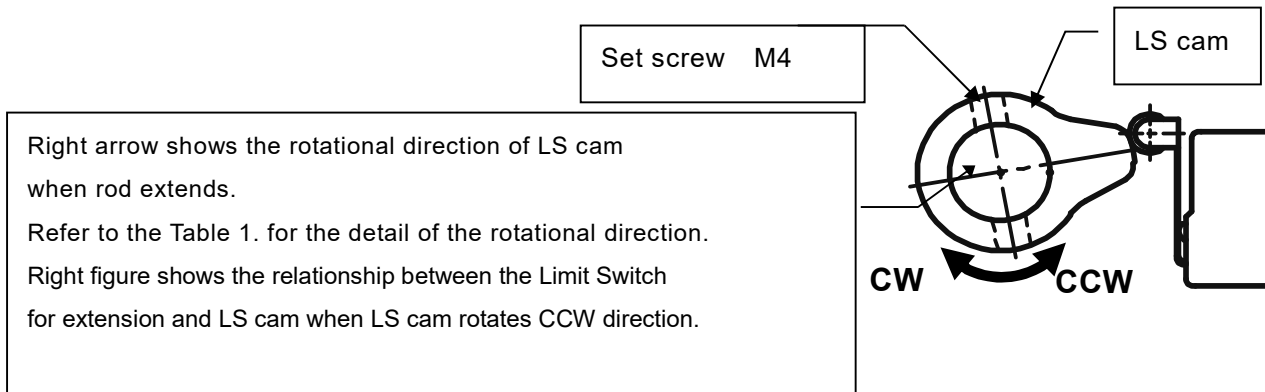 Set screw M4
LS cam
Right arrow shows the rotational direction of LS cam
when rod extends.
Refer to the Table 1. for the detail of the rotational direction.
Right figure shows the relationship between the Limit Switch
for extension and LS cam when LS cam rotates CCW direction.
CW
CCW